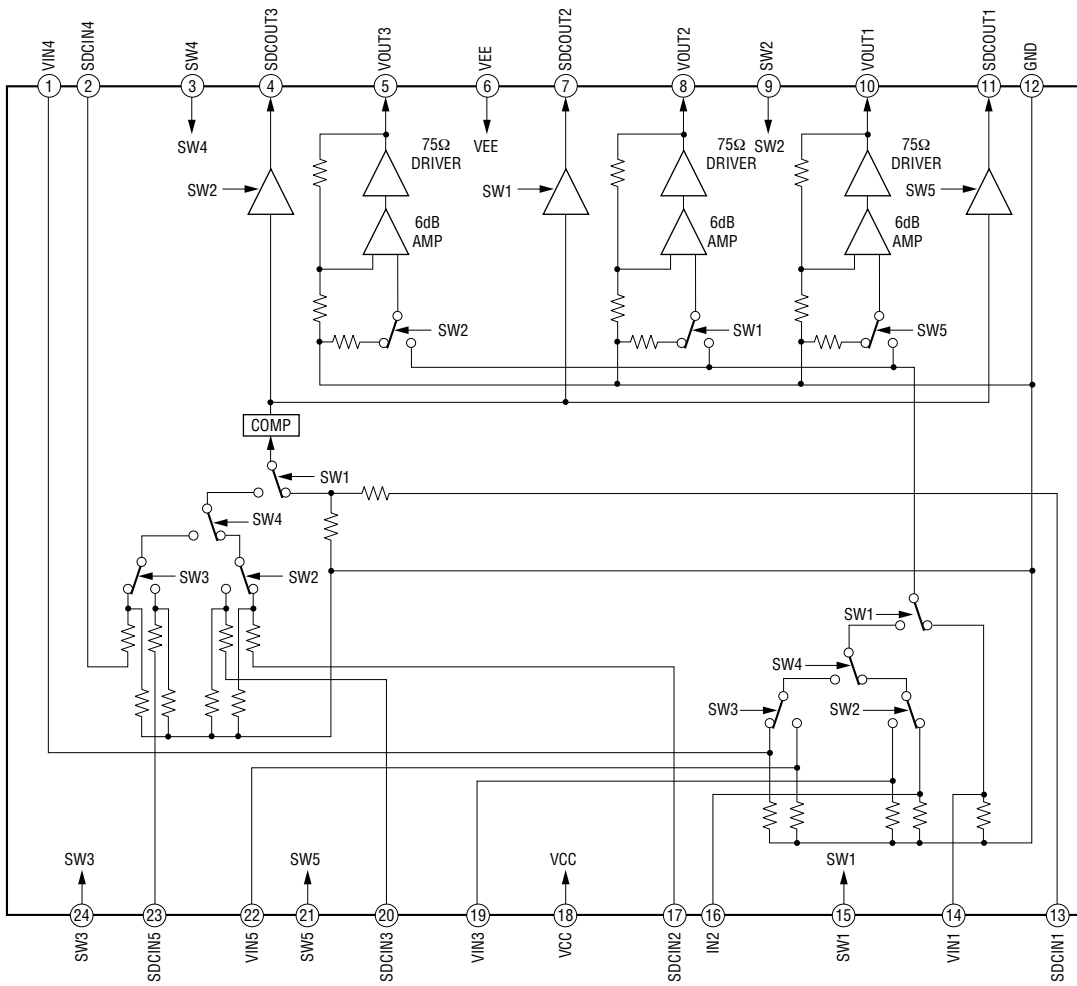 VIN4
SDCIN4
SW4
SDCOUT3
VOUT3
VEE
SDCOUT2
VOUT2
SW2
VOUT1
SDCOUT1
GND
1
2
3
4
5
6
7
8
9
10
11
12
SW4
VEE
SW2
75Ω
DRIVER
75Ω
DRIVER
75Ω
DRIVER
SW2
SW1
SW5
6dB
AMP
6dB
AMP
6dB
AMP
SW2
SW1
SW5
COMP
SW1
SW4
SW3
SW2
SW1
SW4
SW3
SW2
SW3
SW5
VCC
SW1
24
23
22
21
20
19
18
17
16
15
14
13
SW3
SDCIN5
VIN5
SW5
SDCIN3
VIN3
VCC
SDCIN2
IN2
SW1
VIN1
SDCIN1